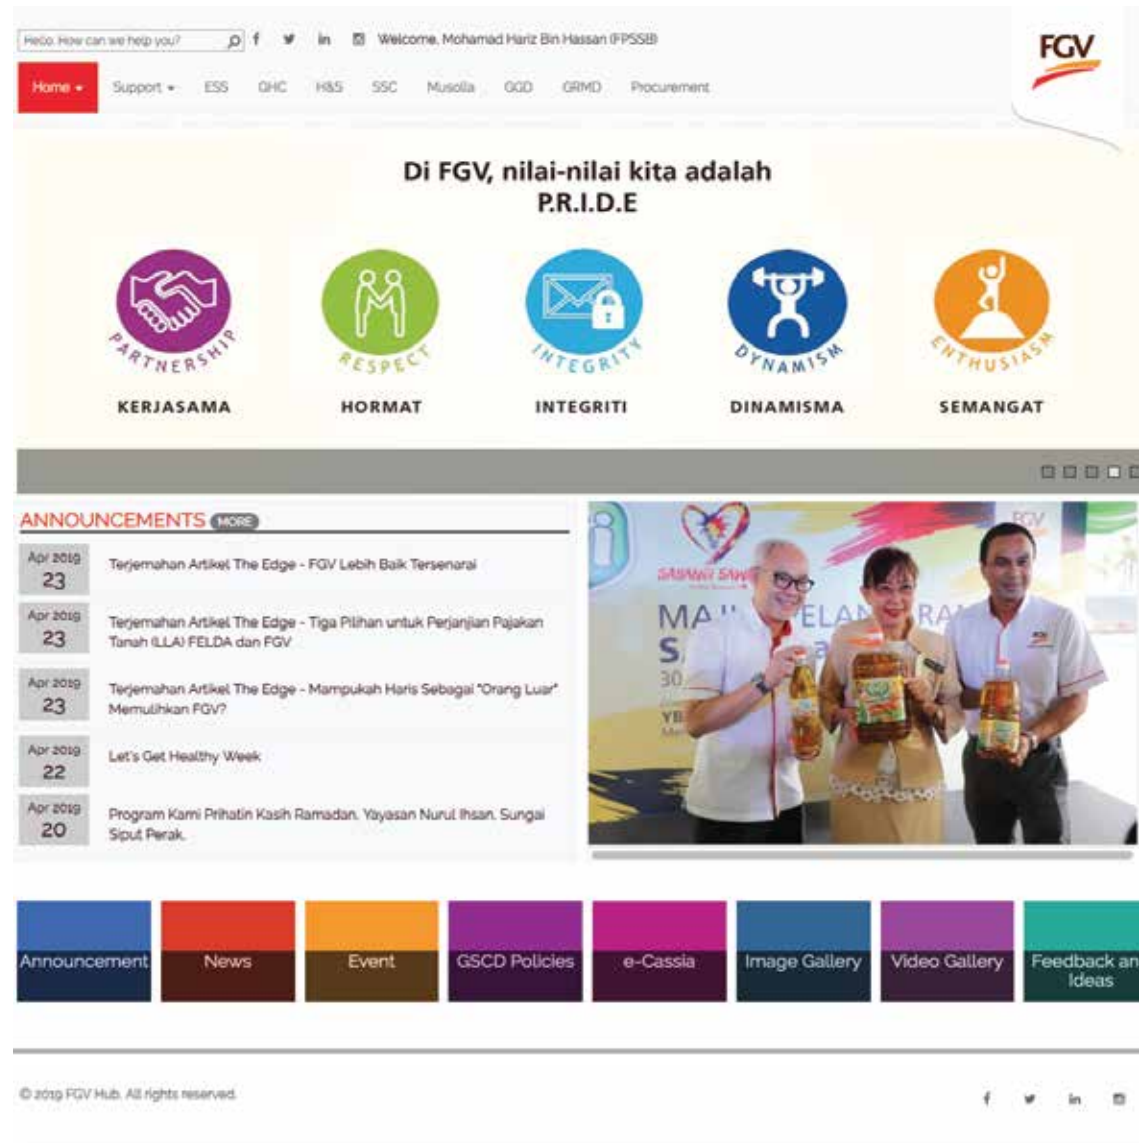 Hello. How can we help you?
Welcome, Mohamad Hariz Bin Hassan (FPSSB)
FGV
Home
Support
ESS
GHC
H&S
SSC
Musolla
GGD
GRMD
Procurement
Di FGV, nilai-nilai kita adalah
P.R.I.D.E
PARTNERSHIP
RESPECT
INTEGRITY
DYNAMISM
ENTHUSIASM
KERJASAMA
HORMAT
INTEGRITI
DINAMISMA
SEMANGAT
ANNOUNCEMENTS MORE
Apr 2019
23
Terjemahan Artikel The Edge - FGV Lebih Baik Tersenarai
Apr 2019
23
Terjemahan Artikel The Edge - Tiga Pilihan untuk Perjanjian Pajakan
Tanah (LLA) FELDA dan FGV
Apr 2019
23
Terjemahan Artikel The Edge - Mampukah Haris Sebagai "Orang Luar"
Memulihkan FGV?
Apr 2019
22
Let's Get Healthy Week
Apr 2019
20
Program Kami Prihatin Kasih Ramadan, Yayasan Nurul Ihsan, Sungai
Siput Perak.
FGV
30
YB
Announcement
News
Event
GSCD Policies
e-Cassia
Image Gallery
Video Gallery
Feedback an
Ideas
© 2019 FGV Hub. All rights reserved.